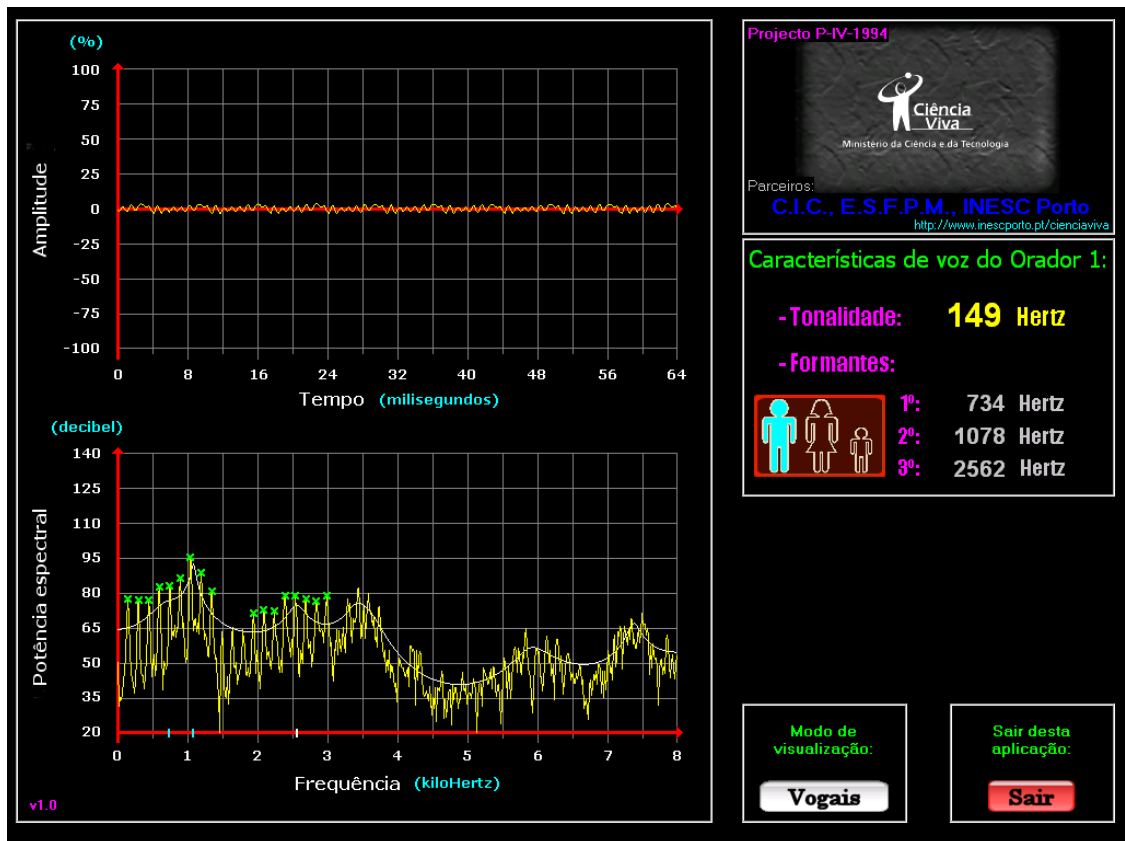 (%)
100
75
50
25
0
-25
-50
-75
-100
Amplitude
0 8 16 24 32 40 48 56 64
Tempo (milisegundos)
(decibel)
140
125
110
95
80
65
50
35
20
Potência espectral
0 1 2 3 4 5 6 7 8
Frequência (kiloHertz)
v1.0
Projecto P-IV-1994
Ciência
Viva
Ministério da Ciência e da Tecnologia
Parceiros:
C.I.C., E.S.F.P.M., INESC Porto
http://www.inescporto.pt/cienciaviva
Características de voz do Orador 1:
- Tonalidade: 149 Hertz
- Formantes:
1º: 734 Hertz
2º: 1078 Hertz
3º: 2562 Hertz
Modo de
visualização:
Vogais
Sair desta
aplicação:
Sair